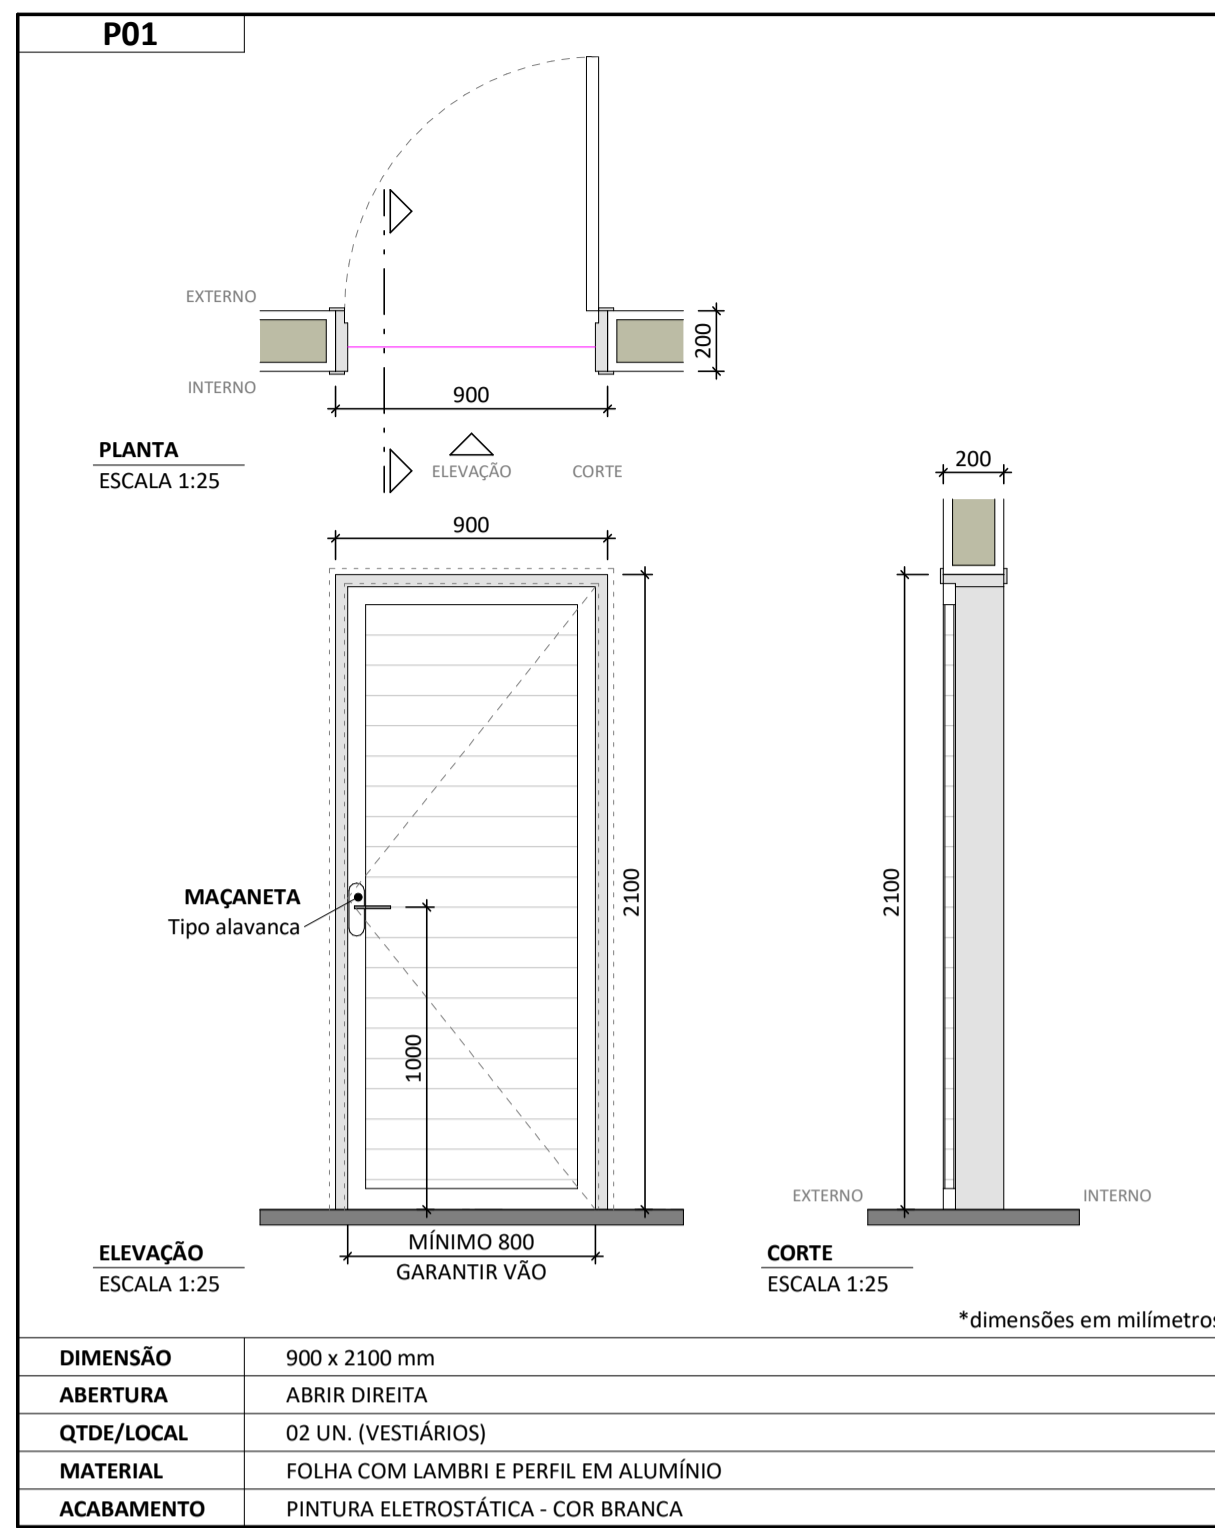 P01
EXTERNO
INTERNO
200
900
PLANTA
ESCALA 1:25
ELEVAÇÃO
CORTE
200
900
MAÇANETA
Tipo alavanca
1000
2100
2100
EXTERNO
INTERNO
MÍNIMO 800
GARANTIR VÃO
ELEVAÇÃO
ESCALA 1:25
CORTE
ESCALA 1:25
*dimensões em milímetros
DIMENSÃO 900 x 2100 mm
ABERTURA ABRIR DIREITA
QTDE/LOCAL 02 UN. (VESTIÁRIOS)
MATERIAL FOLHA COM LAMBRI E PERFIL EM ALUMÍNIO
ACABAMENTO PINTURA ELETROSTÁTICA - COR BRANCA